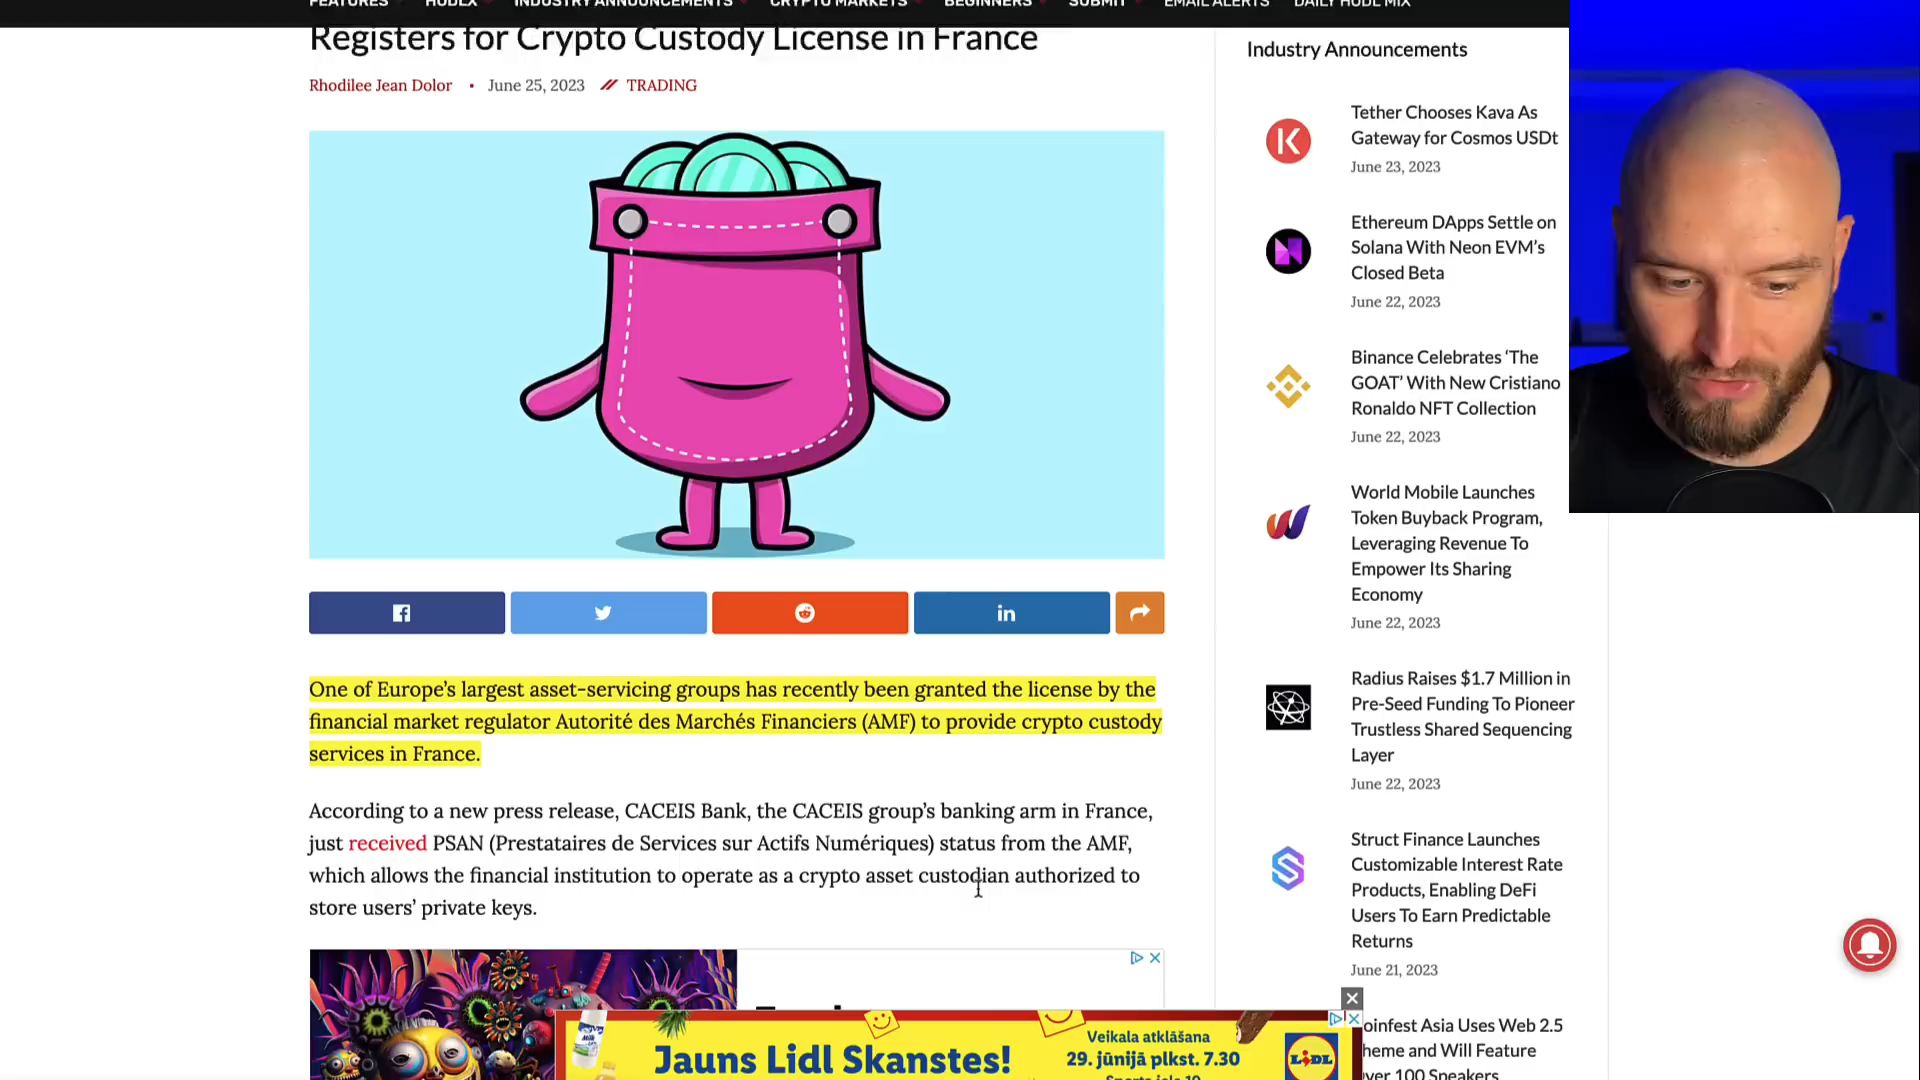 FEATURES
HODLX
INDUSTRY ANNOUNCEMENTS
CRYPTO MARKETS
BEGINNERS
SUBMIT
EMAIL ALERTS
DAILY HODL MIX
Registers for Crypto Custody License in France
Rhodilee Jean Dolor • June 25, 2023 // TRADING
One of Europe’s largest asset-servicing groups has recently been granted the license by the
financial market regulator Autorité des Marchés Financiers (AMF) to provide crypto custody
services in France.
According to a new press release, CACEIS Bank, the CACEIS group’s banking arm in France,
just received PSAN (Prestataires de Services sur Actifs Numériques) status from the AMF,
which allows the financial institution to operate as a crypto asset custodian authorized to
store users’ private keys.
Industry Announcements
Tether Chooses Kava As
Gateway for Cosmos USDt
June 23, 2023
Ethereum DApps Settle on
Solana With Neon EVM’s
Closed Beta
June 22, 2023
Binance Celebrates ‘The
GOAT’ With New Cristiano
Ronaldo NFT Collection
June 22, 2023
World Mobile Launches
Token Buyback Program,
Leveraging Revenue To
Empower Its Sharing
Economy
June 22, 2023
Radius Raises $1.7 Million in
Pre-Seed Funding To Pioneer
Trustless Shared Sequencing
Layer
June 22, 2023
Struct Finance Launches
Customizable Interest Rate
Products, Enabling DeFi
Users To Earn Predictable
Returns
June 21, 2023
oinfest Asia Uses Web 2.5
heme and Will Feature
ver 100 Speakers
Jauns Lidl Skanstes!
Veikala atklāšana
29. jūnijā plkst. 7.30
LIDL